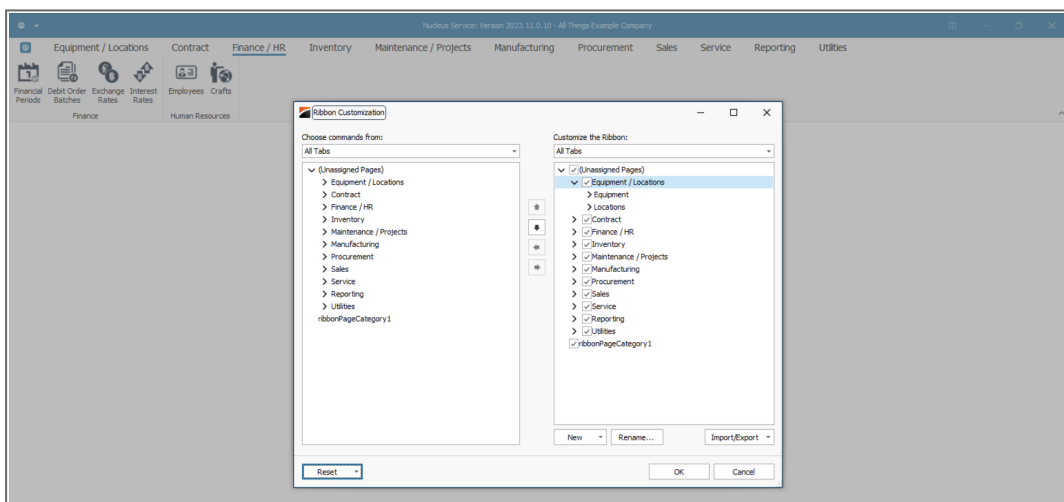 Nucleus Service: Version 2023.11.0.10 - All Things Example Company
Equipment / Locations Contract Finance / HR Inventory Maintenance / Projects Manufacturing Procurement Sales Service Reporting Utilities
Financial Periods
Debit Order Batches
Exchange Rates
Interest Rates
Employees
Crafts
Finance
Human Resources
Ribbon Customization
Choose commands from:
All Tabs
(Unassigned Pages)
Equipment / Locations
Contract
Finance / HR
Inventory
Maintenance / Projects
Manufacturing
Procurement
Sales
Service
Reporting
Utilities
ribbonPageCategory1
Customize the Ribbon:
All Tabs
(Unassigned Pages)
Equipment / Locations
Equipment
Locations
Contract
Finance / HR
Inventory
Maintenance / Projects
Manufacturing
Procurement
Sales
Service
Reporting
Utilities
ribbonPageCategory1
New Rename... Import/Export
Reset OK Cancel